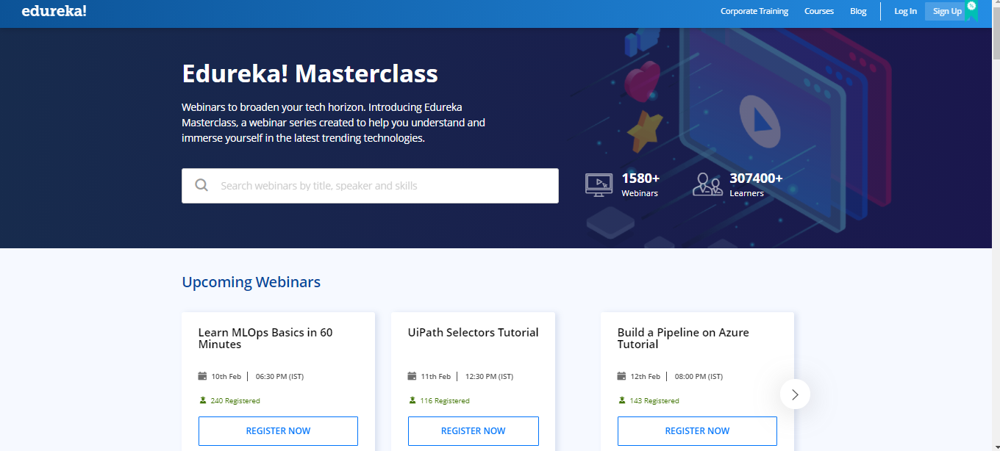 edureka!
Corporate Training
Courses
Blog
Log In
Sign Up
Edureka! Masterclass
Webinars to broaden your tech horizon. Introducing Edureka
Masterclass, a webinar series created to help you understand and
immerse yourself in the latest trending technologies.
Search webinars by title, speaker and skills
1580+
Webinars
307400+
Learners
Upcoming Webinars
Learn MLOps Basics in 60
Minutes
10th Feb | 06:30 PM (IST)
240 Registered
REGISTER NOW
UiPath Selectors Tutorial
11th Feb | 12:30 PM (IST)
116 Registered
REGISTER NOW
Build a Pipeline on Azure
Tutorial
12th Feb | 08:00 PM (IST)
143 Registered
REGISTER NOW